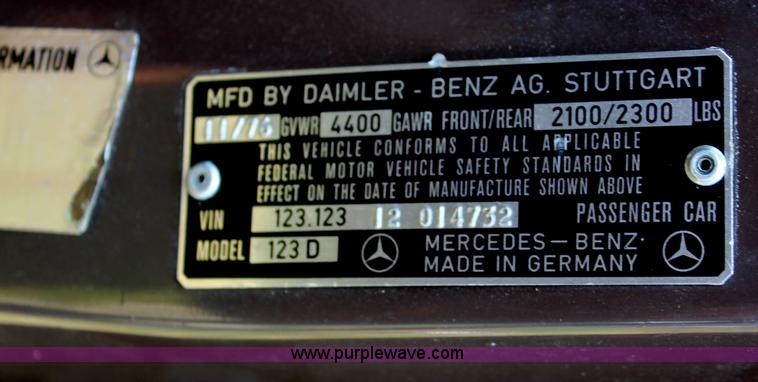 RMATION
MFD BY DAIMLER - BENZ AG. STUTTGART
11/76 GVWR 4400 GAWR FRONT/REAR 2100/2300 LBS
THIS VEHICLE CONFORMS TO ALL APPLICABLE
FEDERAL MOTOR VEHICLE SAFETY STANDARDS IN
EFFECT ON THE DATE OF MANUFACTURE SHOWN ABOVE
VIN 123.123 12 014732 PASSENGER CAR
MODEL 123 D MERCEDES-BENZ
MADE IN GERMANY
www.purplewave.com